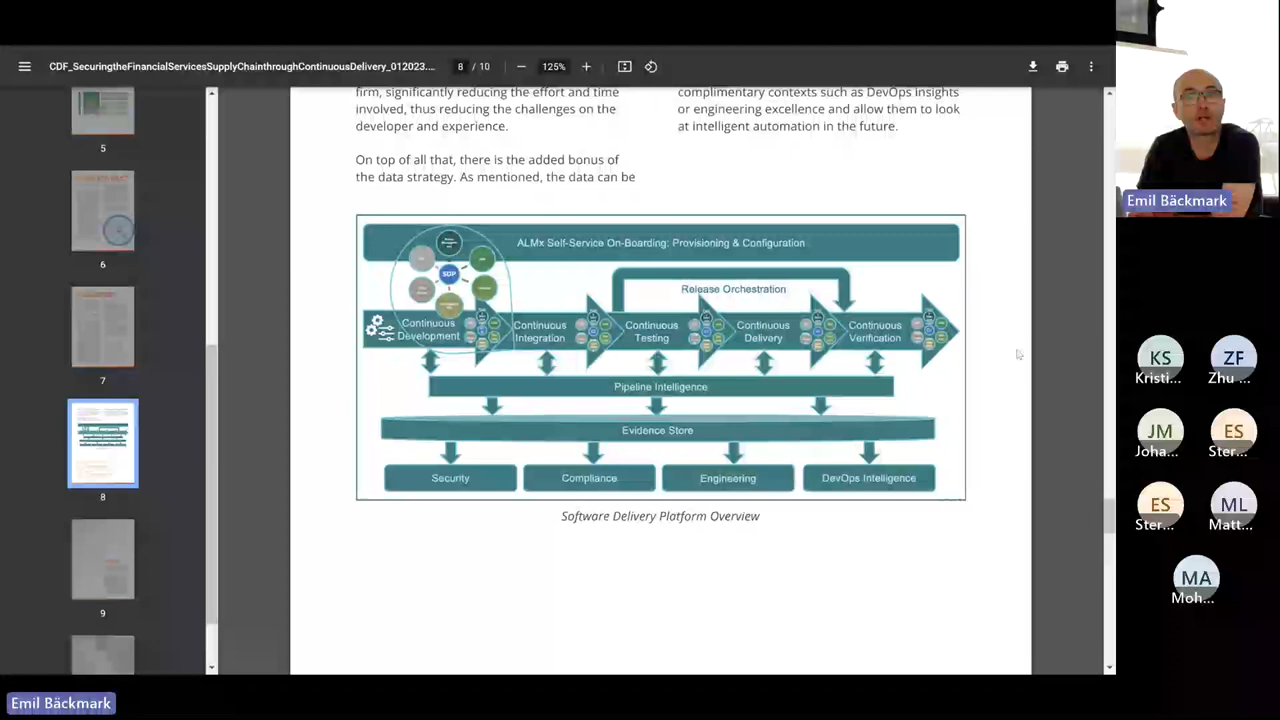 CDF_SecuringtheFinancialServicesSupplyChainthroughContinuousDelivery_012023....
8 / 10
125%
5
6
7
8
9
firm, significantly reducing the effort and time
involved, thus reducing the challenges on the
developer and experience.
On top of all that, there is the added bonus of
the data strategy. As mentioned, the data can be
complimentary contexts such as DevOps insights
or engineering excellence and allow them to look
at intelligent automation in the future.
ALMx Self-Service On-Boarding: Provisioning & Configuration
SDP
Release Orchestration
Continuous
Development
Continuous
Integration
Continuous
Testing
Continuous
Delivery
Continuous
Verification
Pipeline Intelligence
Evidence Store
Security
Compliance
Engineering
DevOps Intelligence
Software Delivery Platform Overview
Emil Bäckmark
KS
Kristi...
ZF
Zhu ...
JM
Joha...
ES
Ster...
ES
Ster...
ML
Matt...
MA
Moh...
Emil Bäckmark